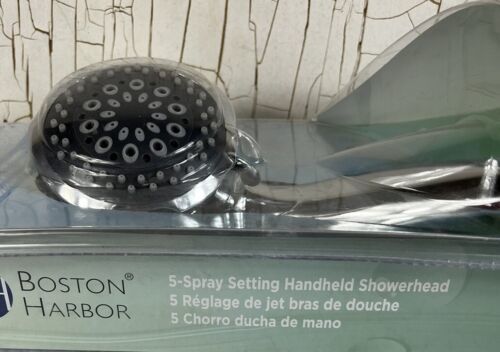 BOSTON®
HARBOR
5-Spray Setting Handheld Showerhead
5 Réglage de jet bras de douche
5 Chorro ducha de mano